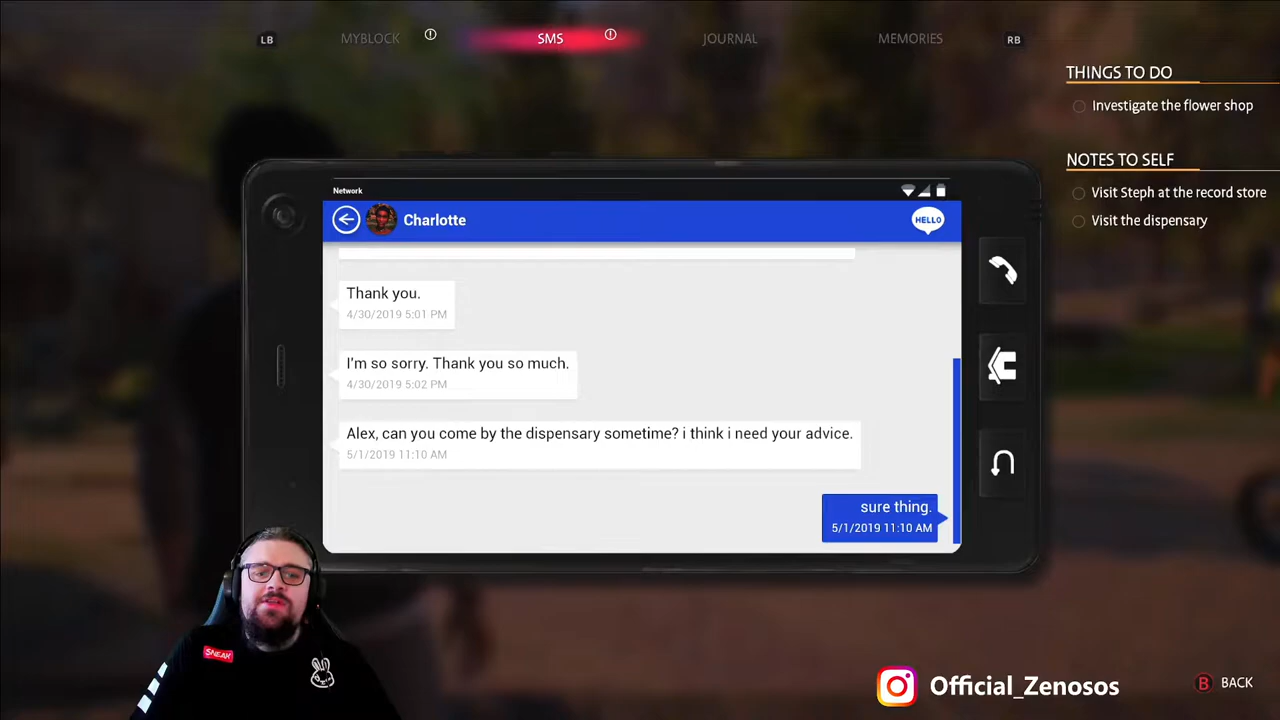 LB
MYBLOCK
SMS
JOURNAL
MEMORIES
RB
THINGS TO DO
Investigate the flower shop
NOTES TO SELF
Visit Steph at the record store
Visit the dispensary
Network
Charlotte
HELLO
Thank you.
4/30/2019 5:01 PM
I'm so sorry. Thank you so much.
4/30/2019 5:02 PM
Alex, can you come by the dispensary sometime? i think i need your advice.
5/1/2019 11:10 AM
sure thing.
5/1/2019 11:10 AM
SNEAK
Official_Zenosos
B BACK